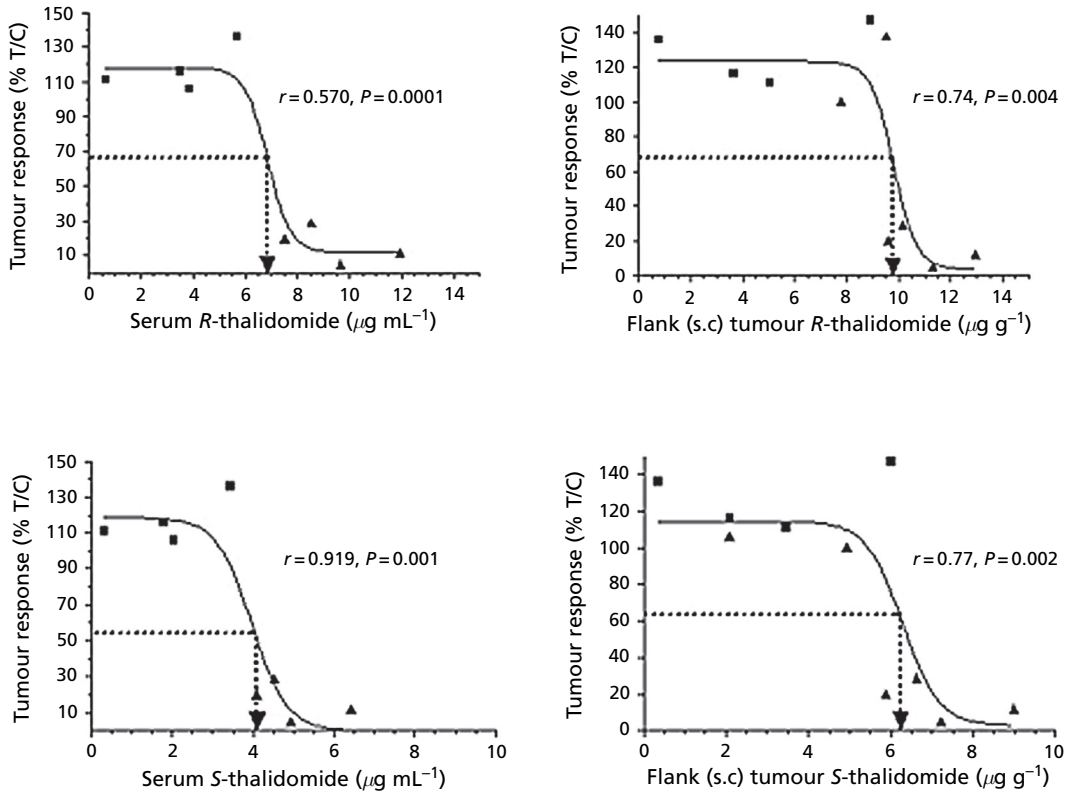 Tumour response (% T/C)
150
130
110
90
70
50
30
10
r=0.570, P=0.0001
0 2 4 6 8 10 12 14
Serum R-thalidomide (μg mL⁻¹)
Tumour response (% T/C)
140
120
100
80
60
40
20
0
r=0.74, P=0.004
0 2 4 6 8 10 12 14
Flank (s.c) tumour R-thalidomide (μg g⁻¹)
Tumour response (% T/C)
150
130
110
90
70
50
30
10
r=0.919, P=0.001
0 2 4 6 8 10
Serum S-thalidomide (μg mL⁻¹)
Tumour response (% T/C)
140
120
100
80
60
40
20
0
r=0.77, P=0.002
0 2 4 6 8 10
Flank (s.c) tumour S-thalidomide (μg g⁻¹)